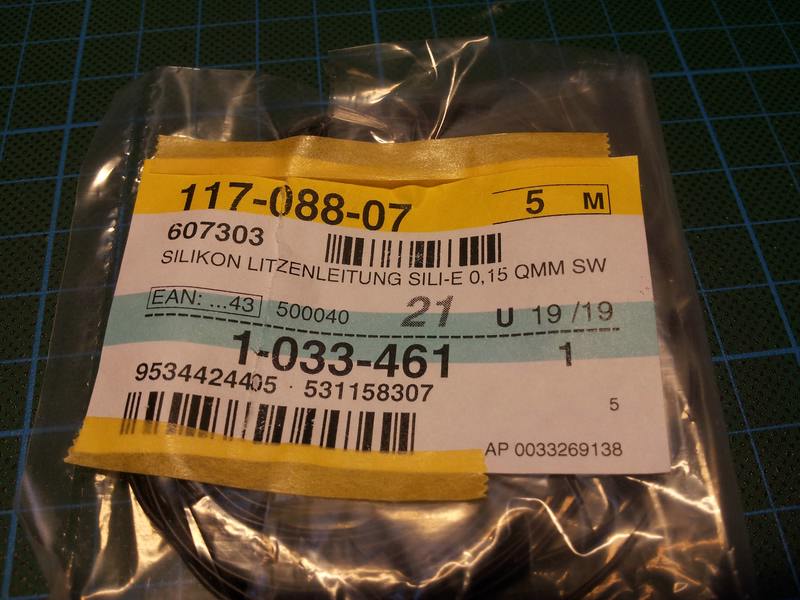 117-088-07 5 M
607303
SILIKON LITZENLEITUNG SILI-E 0,15 QMM SW
EAN: ...43 500040 21 U 19/19
1-033-461 1
9534424405 · 531158307
5
AP 0033269138